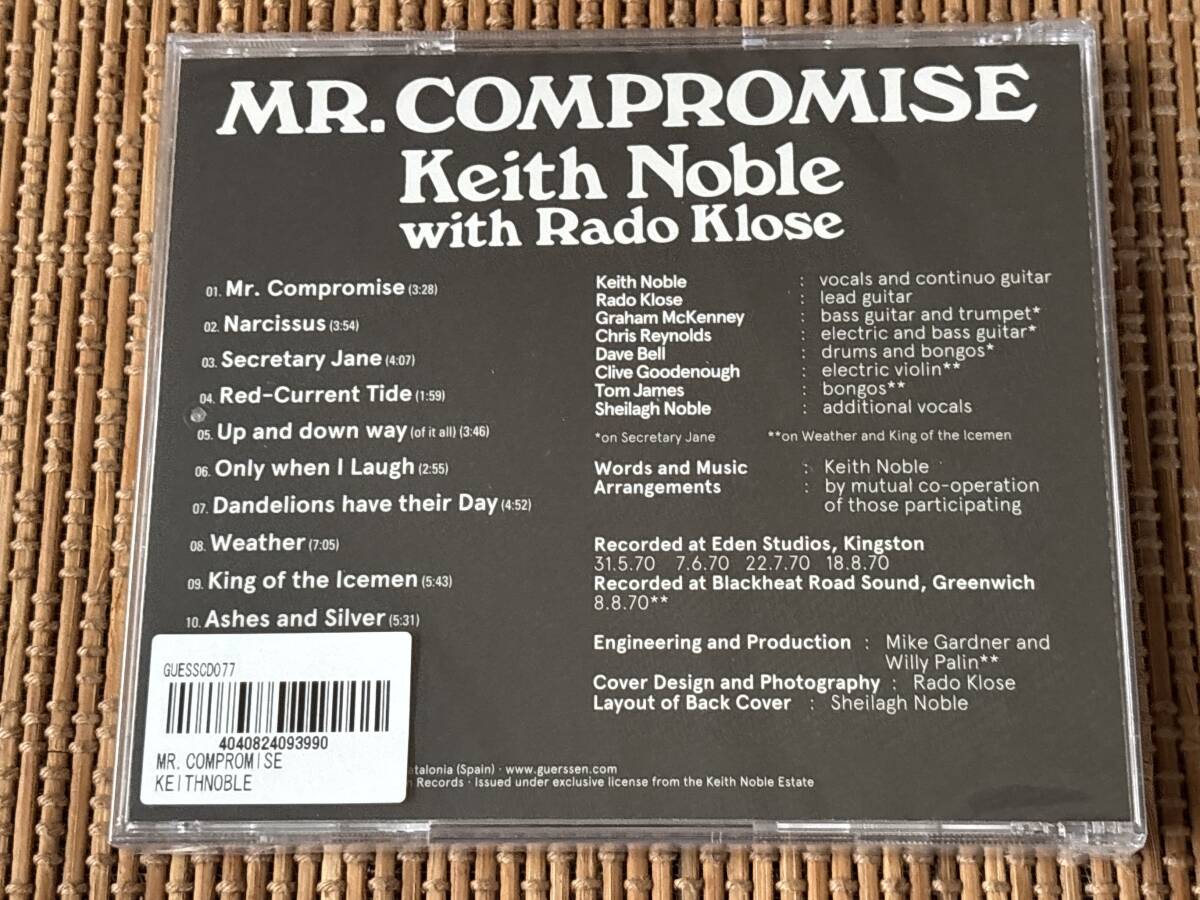 MR. COMPROMISE
Keith Noble
with Rado Klose
01. Mr. Compromise (3:28)
02. Narcissus (3:54)
03. Secretary Jane (4:07)
04. Red-Current Tide (1:59)
05. Up and down way (of it all) (3:46)
06. Only when I Laugh (2:55)
07. Dandelions have their Day (4:52)
08. Weather (7:05)
09. King of the Icemen (5:43)
10. Ashes and Silver (5:31)
Keith Noble : vocals and continuo guitar
Rado Klose : lead guitar
Graham McKenney : bass guitar and trumpet*
Chris Reynolds : electric and bass guitar*
Dave Bell : drums and bongos*
Clive Goodenough : electric violin**
Tom James : bongos**
Sheilagh Noble : additional vocals
*on Secretary Jane **on Weather and King of the Icemen
Words and Music : Keith Noble
Arrangements : by mutual co-operation
of those participating
Recorded at Eden Studios, Kingston
31.5.70 7.6.70 22.7.70 18.8.70
Recorded at Blackheat Road Sound, Greenwich
8.8.70**
Engineering and Production : Mike Gardner and
Willy Palin**
Cover Design and Photography : Rado Klose
Layout of Back Cover : Sheilagh Noble
GUESSCD077
4040824093990
MR. COMPROMISE
KEITHNOBLE
atalonia (Spain) · www.guerssen.com
n Records · Issued under exclusive license from the Keith Noble Estate